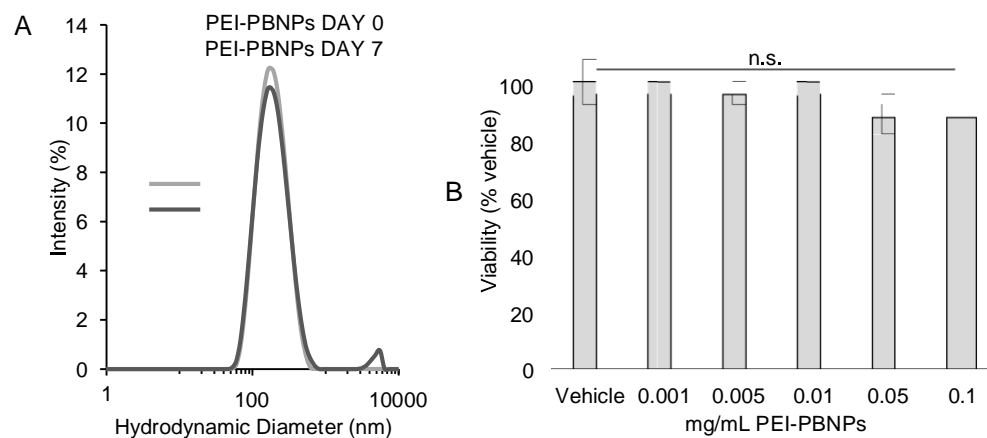 A
PEI-PBNPs DAY 0
PEI-PBNPs DAY 7
14
12
10
8
6
4
2
0
Intensity (%)
1
100
10000
Hydrodynamic Diameter (nm)
B
n.s.
100
80
60
40
20
0
Viability (% vehicle)
Vehicle 0.001 0.005 0.01 0.05 0.1
mg/mL PEI-PBNPs